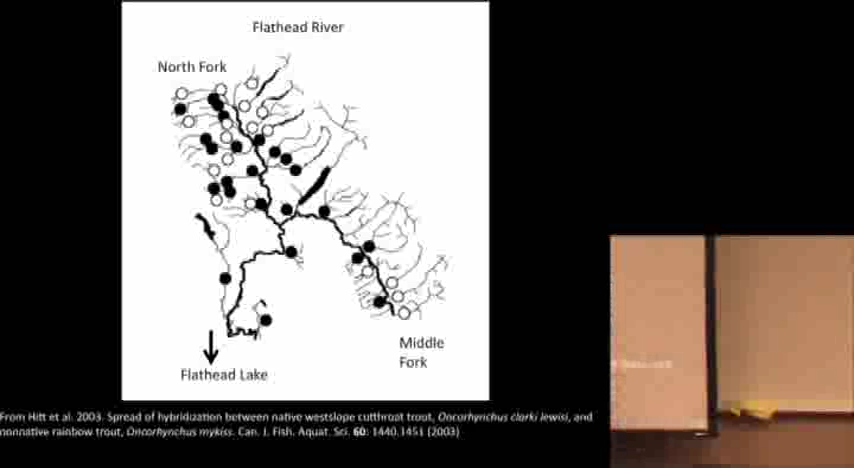 Flathead River
North Fork
Middle
Fork
Flathead Lake
From Hitt et al. 2003. Spread of hybridization between native westslope cutthroat trout, Oncorhynchus clarki lewisi, and
nonnative rainbow trout, Oncorhynchus mykiss. Can. J. Fish. Aquat. Sci. 60: 1440.1451 (2003)